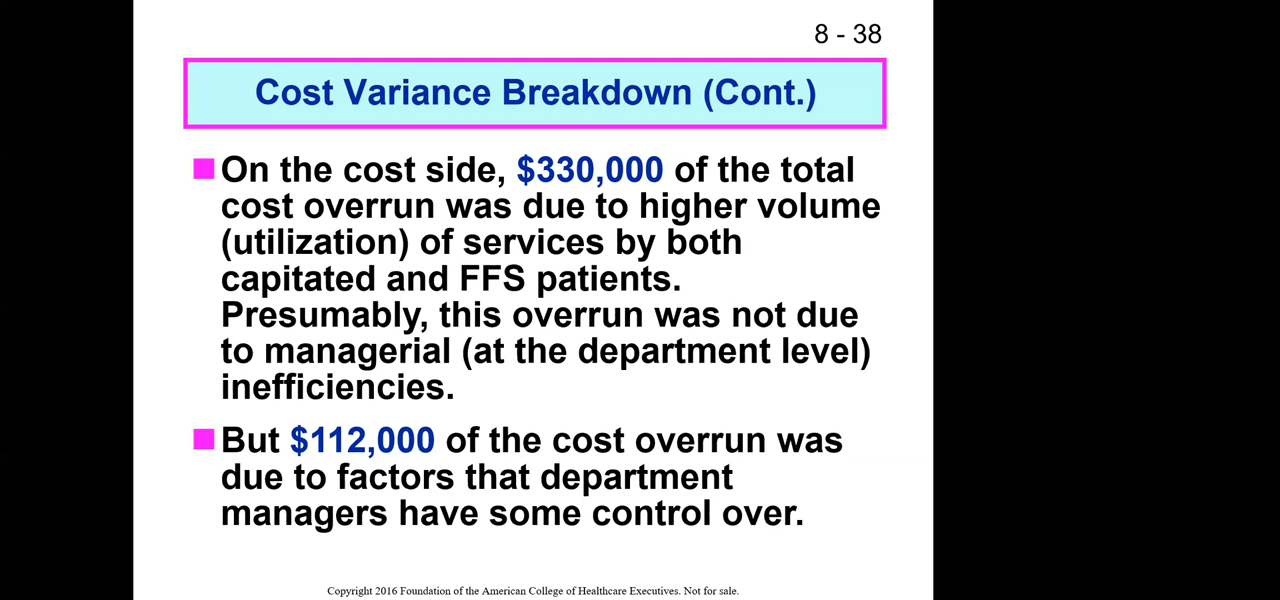 8 - 38
Cost Variance Breakdown (Cont.)
On the cost side, $330,000 of the total
cost overrun was due to higher volume
(utilization) of services by both
capitated and FFS patients.
Presumably, this overrun was not due
to managerial (at the department level)
inefficiencies.
But $112,000 of the cost overrun was
due to factors that department
managers have some control over.
Copyright 2016 Foundation of the American College of Healthcare Executives. Not for sale.